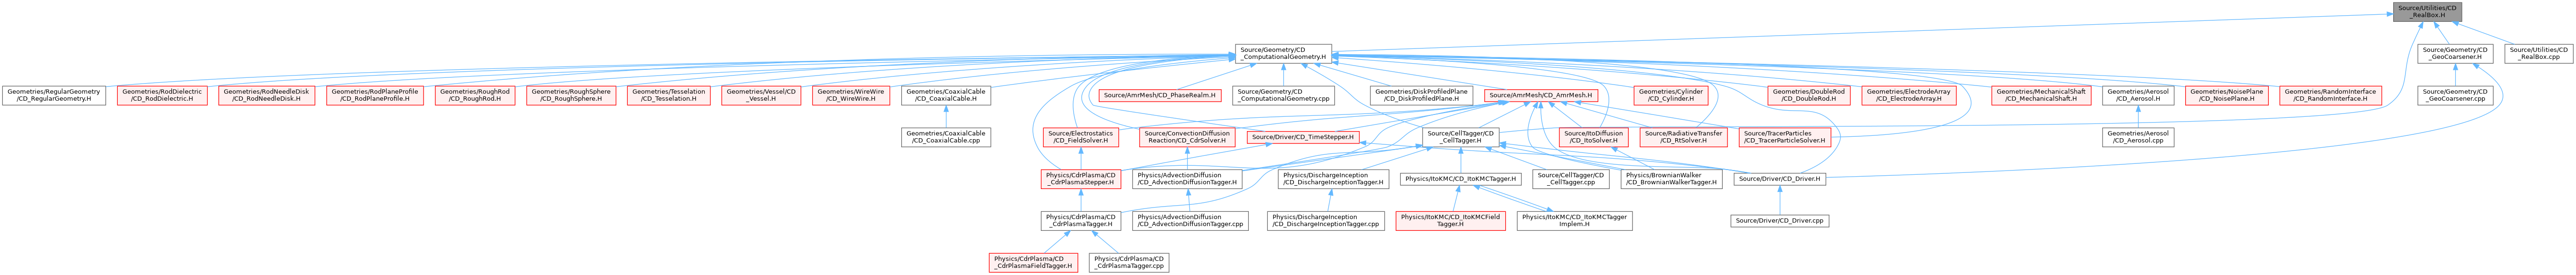 Source/Utilities/CD
_RealBox.H
Source/Geometry/CD
_ComputationalGeometry.H
Source/Geometry/CD
_GeoCoarsener.H
Source/Utilities/CD
_RealBox.cpp
Geometries/RegularGeometry
/CD_RegularGeometry.H
Geometries/RodDielectric
/CD_RodDielectric.H
Geometries/RodNeedleDisk
/CD_RodNeedleDisk.H
Geometries/RodPlaneProfile
/CD_RodPlaneProfile.H
Geometries/RoughRod
/CD_RoughRod.H
Geometries/RoughSphere
/CD_RoughSphere.H
Geometries/Tesselation
/CD_Tesselation.H
Geometries/Vessel/CD
_Vessel.H
Geometries/WireWire
/CD_WireWire.H
Geometries/CoaxialCable
/CD_CoaxialCable.H
Source/AmrMesh/CD_PhaseRealm.H
Source/Geometry/CD
_ComputationalGeometry.cpp
Geometries/DiskProfiledPlane
/CD_DiskProfiledPlane.H
Source/AmrMesh/CD_AmrMesh.H
Geometries/Cylinder
/CD_Cylinder.H
Geometries/DoubleRod
/CD_DoubleRod.H
Geometries/ElectrodeArray
/CD_ElectrodeArray.H
Geometries/MechanicalShaft
/CD_MechanicalShaft.H
Geometries/Aerosol
/CD_Aerosol.H
Geometries/NoisePlane
/CD_NoisePlane.H
Geometries/RandomInterface
/CD_RandomInterface.H
Source/Geometry/CD
_GeoCoarsener.cpp
Geometries/CoaxialCable
/CD_CoaxialCable.cpp
Source/Electrostatics
/CD_FieldSolver.H
Source/ConvectionDiffusion
Reaction/CD_CdrSolver.H
Source/Driver/CD_TimeStepper.H
Source/CellTagger/CD
_CellTagger.H
Source/ItoDiffusion
/CD_ItoSolver.H
Source/RadiativeTransfer
/CD_RtSolver.H
Source/TracerParticles
/CD_TracerParticleSolver.H
Geometries/Aerosol
/CD_Aerosol.cpp
Physics/CdrPlasma/CD
_CdrPlasmaStepper.H
Physics/AdvectionDiffusion
/CD_AdvectionDiffusionTagger.H
Physics/DischargeInception
/CD_DischargeInceptionTagger.H
Physics/ItoKMC/CD_ItoKMCTagger.H
Source/CellTagger/CD
_CellTagger.cpp
Physics/BrownianWalker
/CD_BrownianWalkerTagger.H
Source/Driver/CD_Driver.H
Physics/CdrPlasma/CD
_CdrPlasmaTagger.H
Physics/AdvectionDiffusion
/CD_AdvectionDiffusionTagger.cpp
Physics/DischargeInception
/CD_DischargeInceptionTagger.cpp
Physics/ItoKMC/CD_ItoKMCField
Tagger.H
Physics/ItoKMC/CD_ItoKMCTagger
Implem.H
Source/Driver/CD_Driver.cpp
Physics/CdrPlasma/CD
_CdrPlasmaFieldTagger.H
Physics/CdrPlasma/CD
_CdrPlasmaTagger.cpp